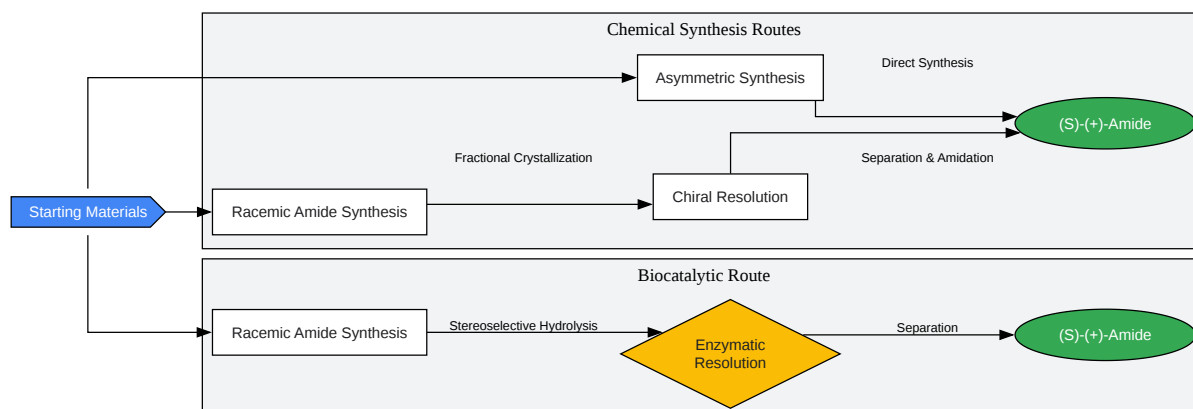 Chemical Synthesis Routes
Direct Synthesis
Asymmetric Synthesis
(S)-(+)-Amide
Fractional Crystallization
Separation & Amidation
Starting Materials
Racemic Amide Synthesis
Chiral Resolution
Biocatalytic Route
Racemic Amide Synthesis
Stereoselective Hydrolysis
Enzymatic
Resolution
Separation
(S)-(+)-Amide